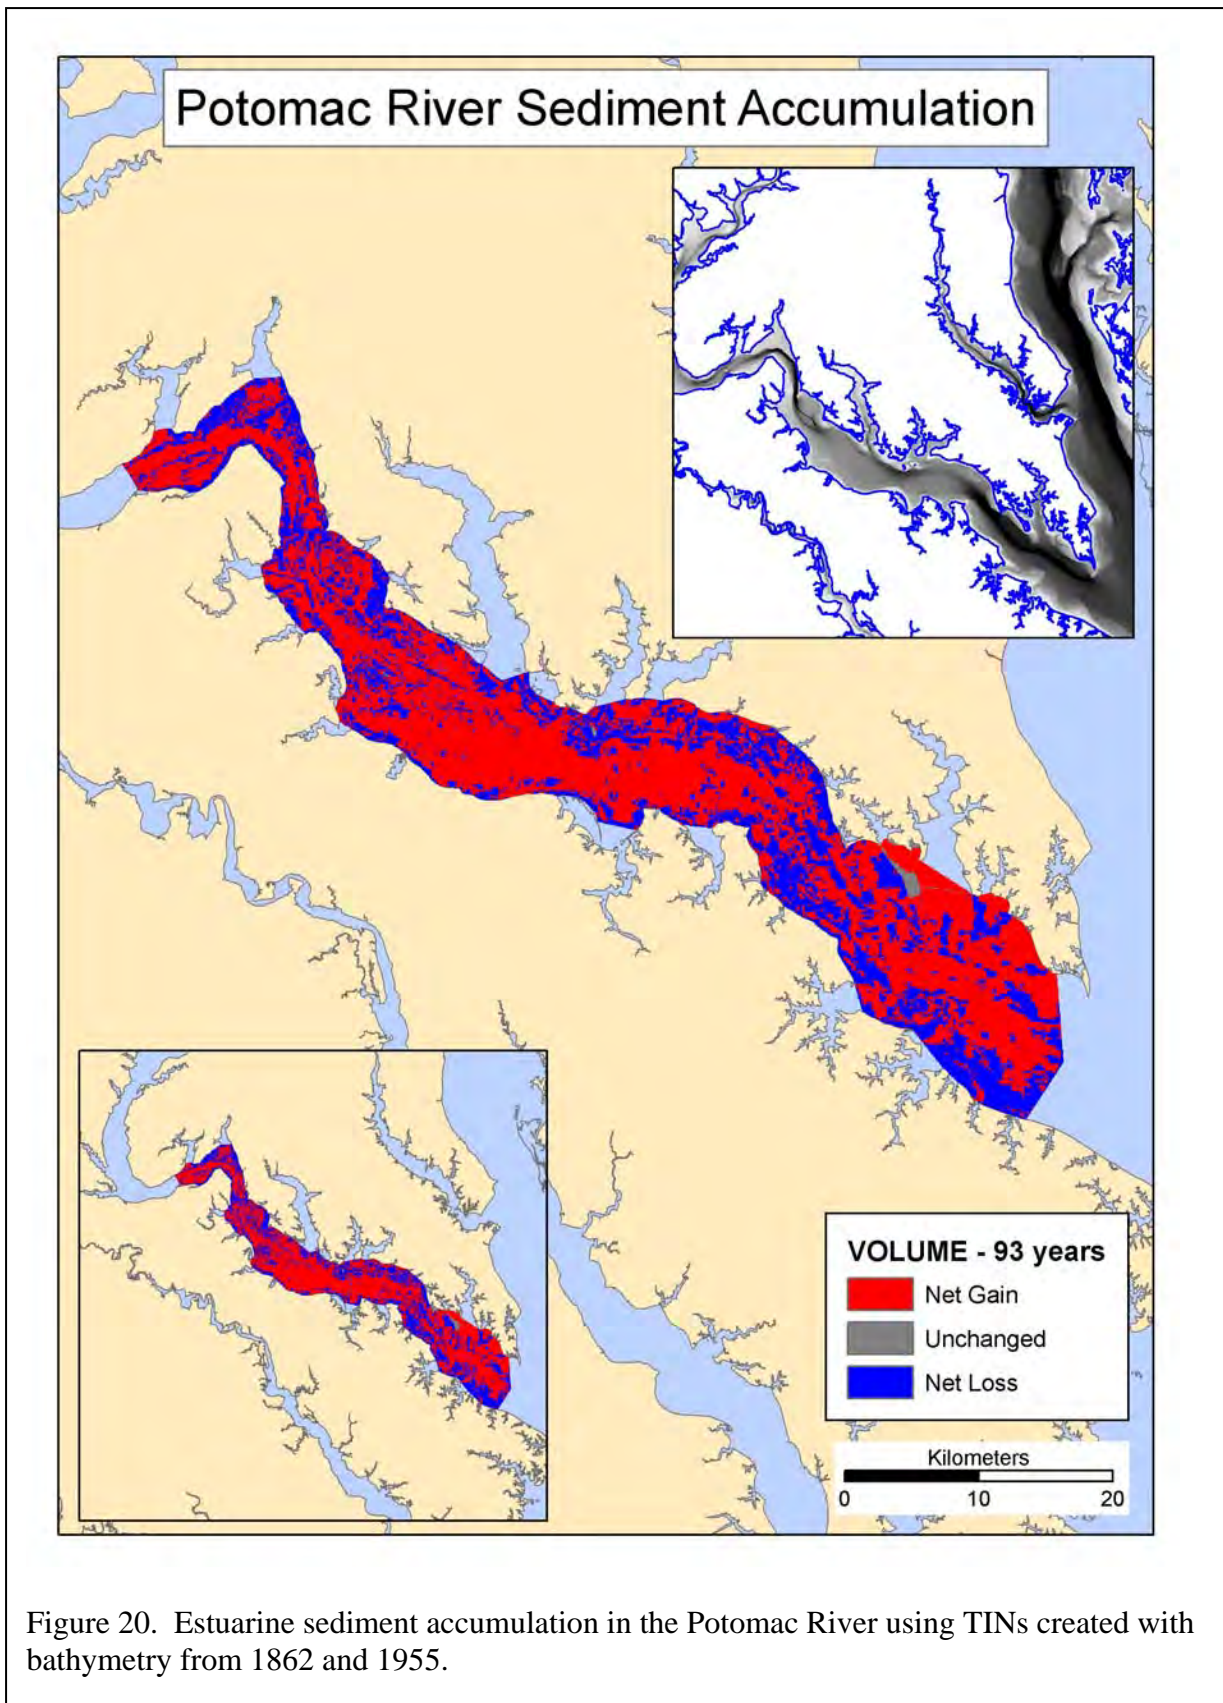 Potomac River Sediment Accumulation
VOLUME - 93 years
Net Gain
Unchanged
Net Loss
Kilometers
0 10 20
Figure 20.  Estuarine sediment accumulation in the Potomac River using TINs created with
bathymetry from 1862 and 1955.